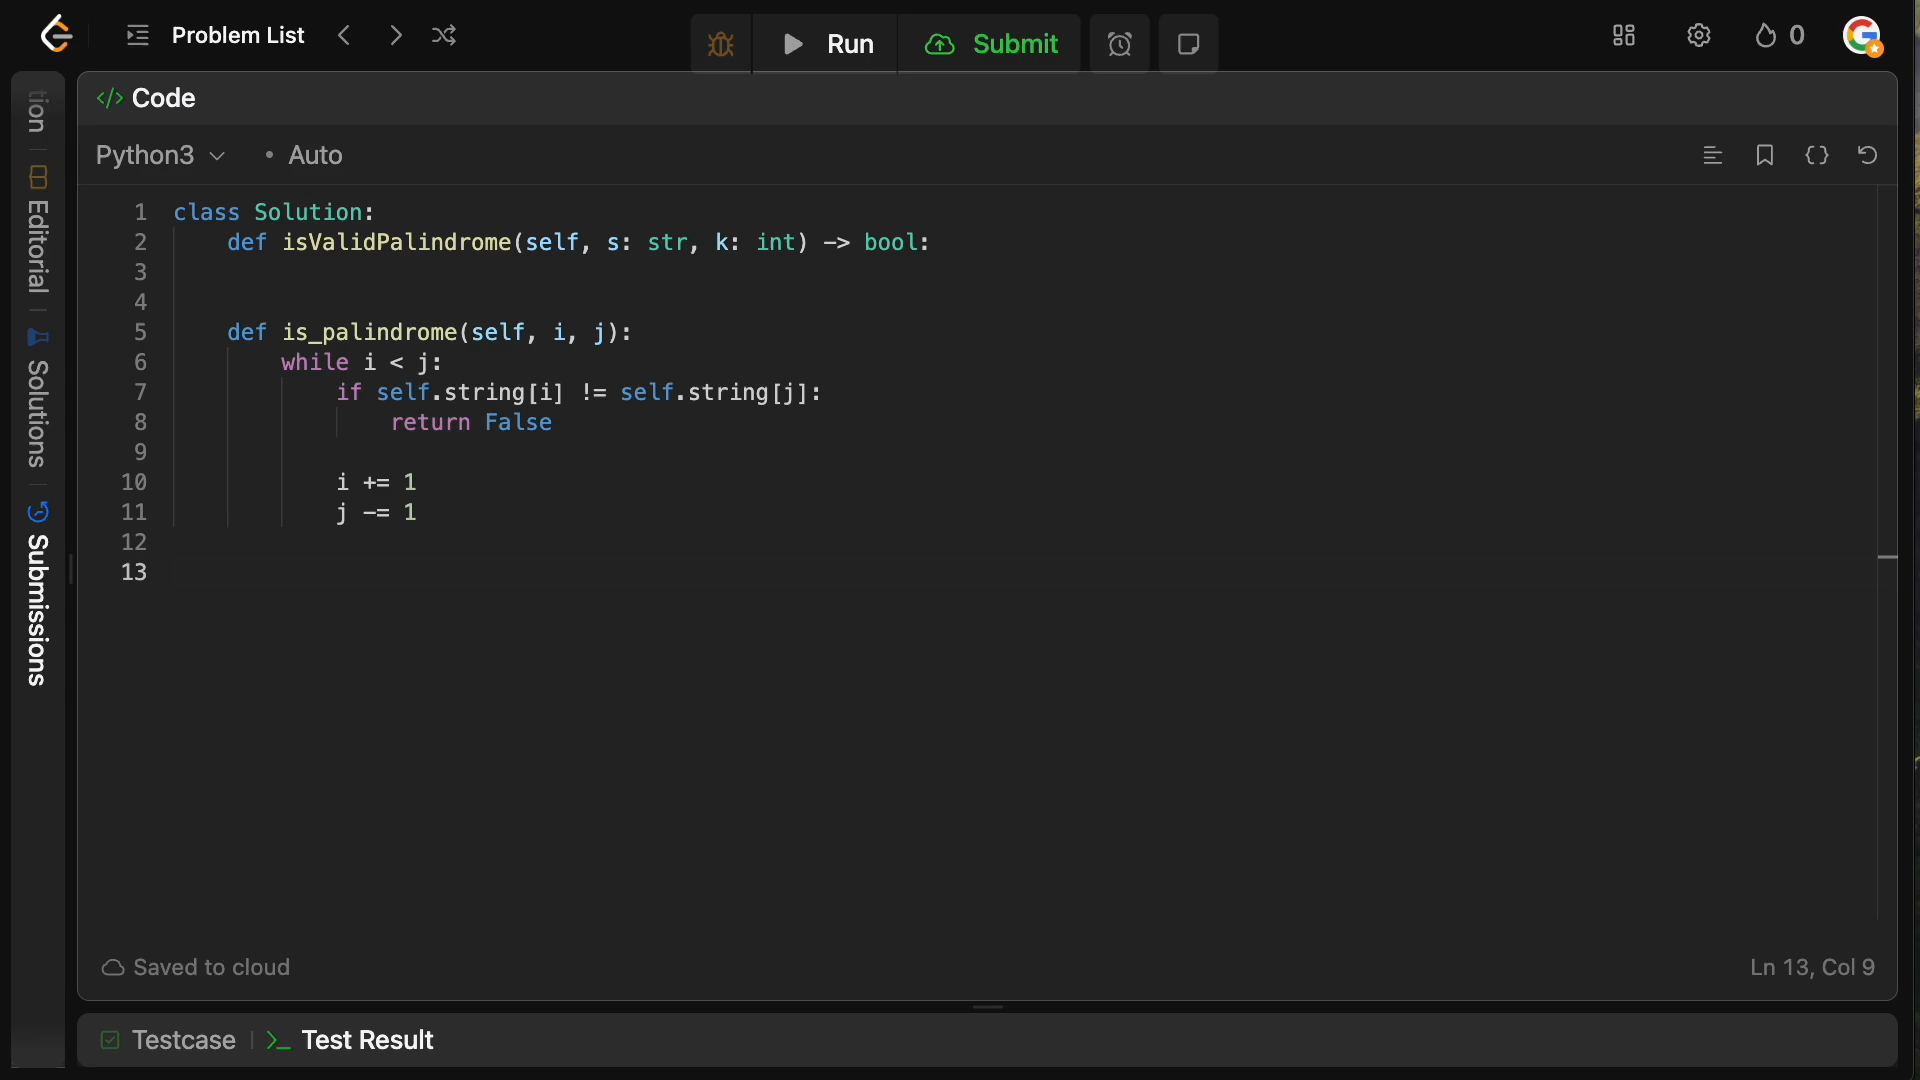 Problem List
Run
Submit
0
tion
Editorial
Solutions
Submissions
</> Code
Python3 • Auto
1 class Solution:
2     def isValidPalindrome(self, s: str, k: int) -> bool:
3
4
5     def is_palindrome(self, i, j):
6         while i < j:
7             if self.string[i] != self.string[j]:
8                 return False
9
10             i += 1
11             j -= 1
12
13
Saved to cloud
Ln 13, Col 9
Testcase
>_ Test Result